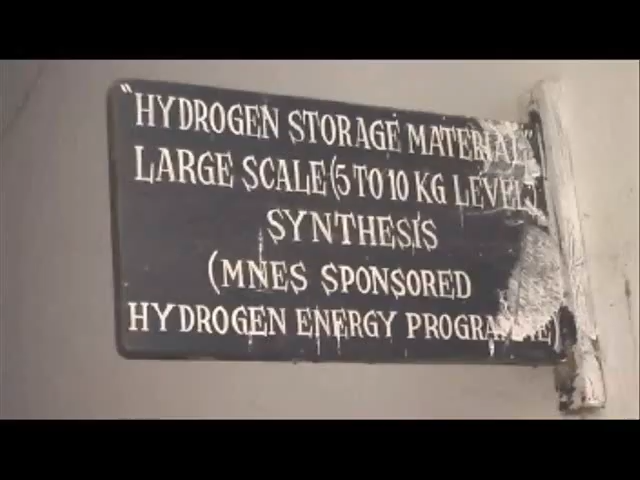 "HYDROGEN STORAGE MATERIAL"
LARGE SCALE (5 TO 10 KG LEVEL)
SYNTHESIS
(MNES SPONSORED
HYDROGEN ENERGY PROGRAMME)